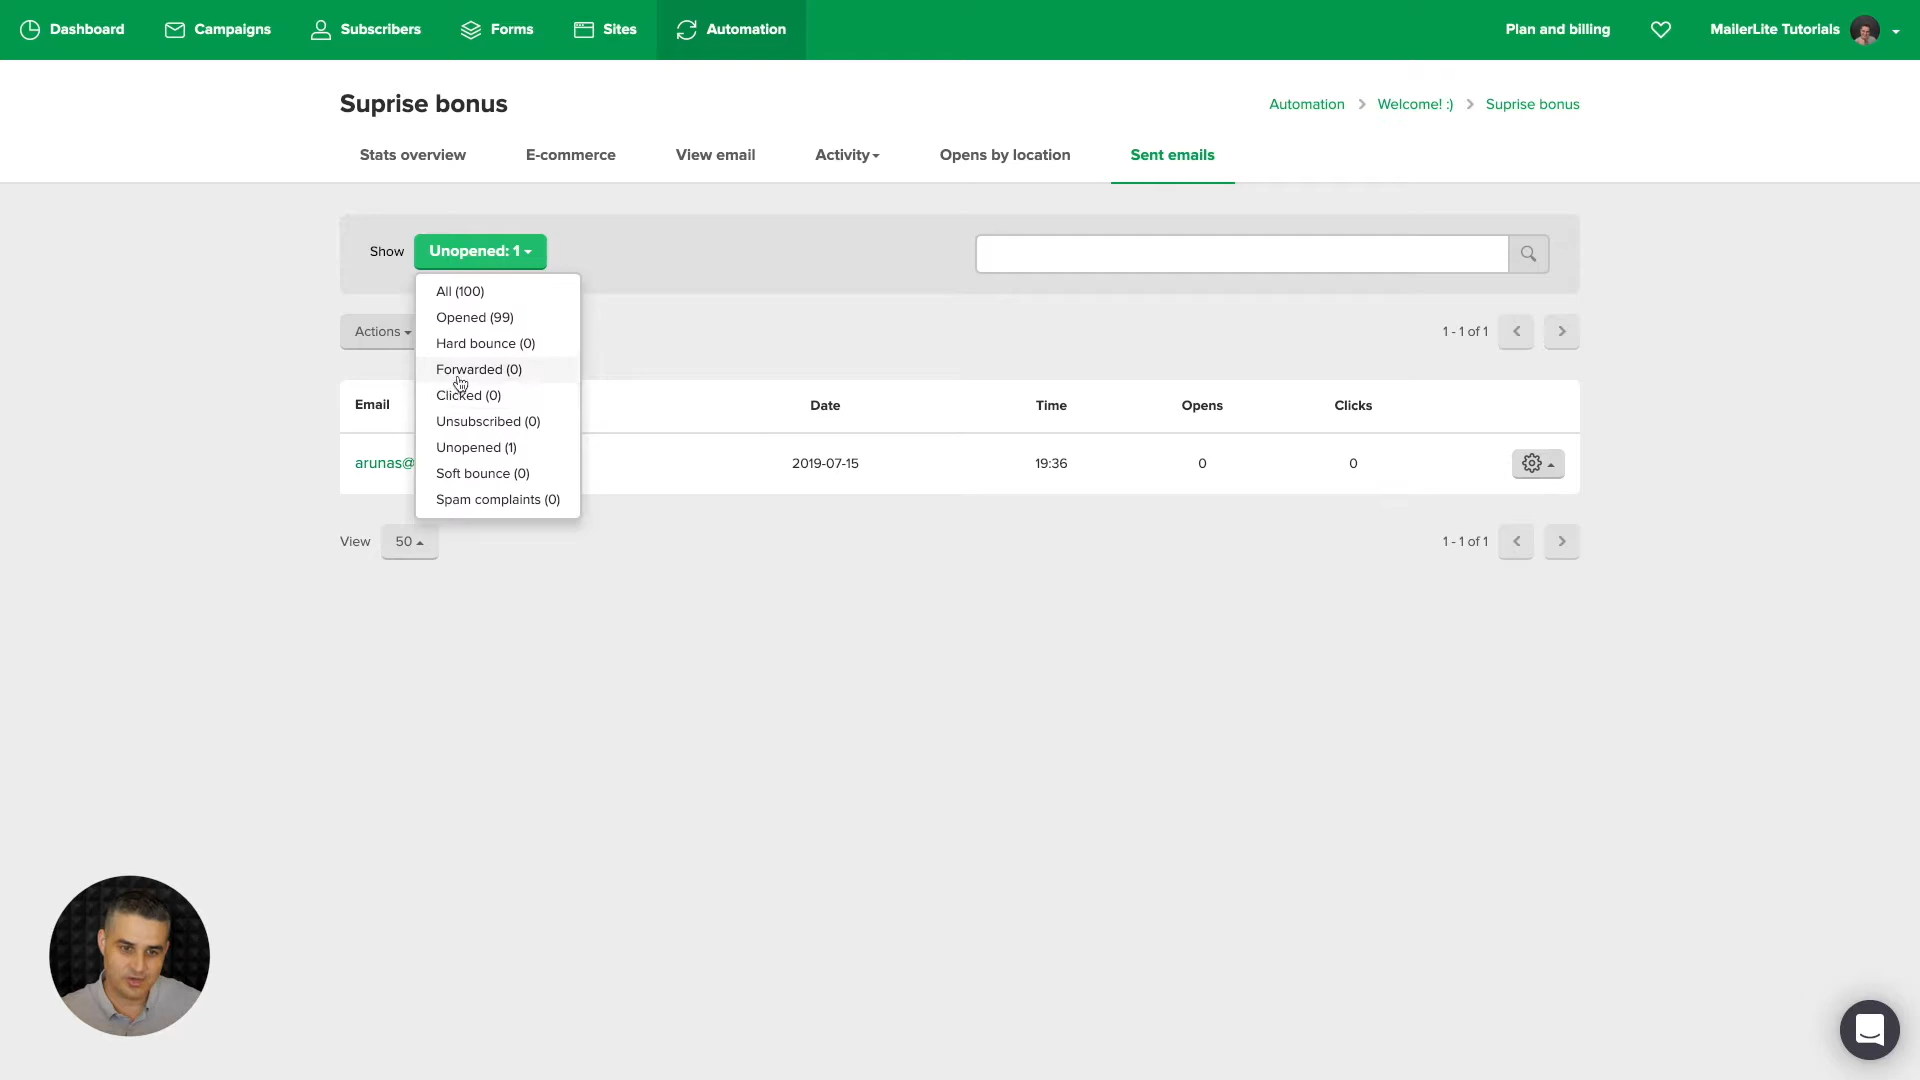 Dashboard Campaigns Subscribers Forms Sites Automation Plan and billing MailerLite Tutorials
Suprise bonus
Automation > Welcome! :) > Suprise bonus
Stats overview E-commerce View email Activity Opens by location Sent emails
Show Unopened: 1
All (100)
Opened (99)
Hard bounce (0)
Forwarded (0)
Clicked (0)
Unsubscribed (0)
Unopened (1)
Soft bounce (0)
Spam complaints (0)
Actions
1 - 1 of 1
Email Date Time Opens Clicks
arunas@ 2019-07-15 19:36 0 0
View 50
1 - 1 of 1